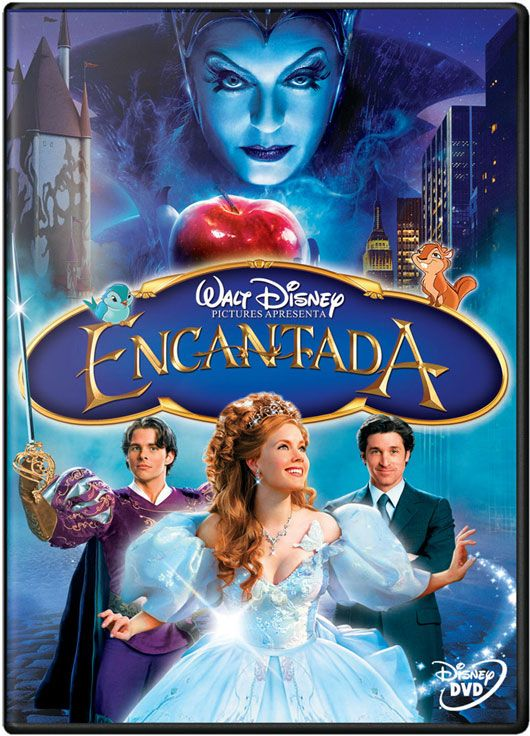 WALT DISNEY
PICTURES APRESENTA
ENCANTADA
DISNEY
DVD